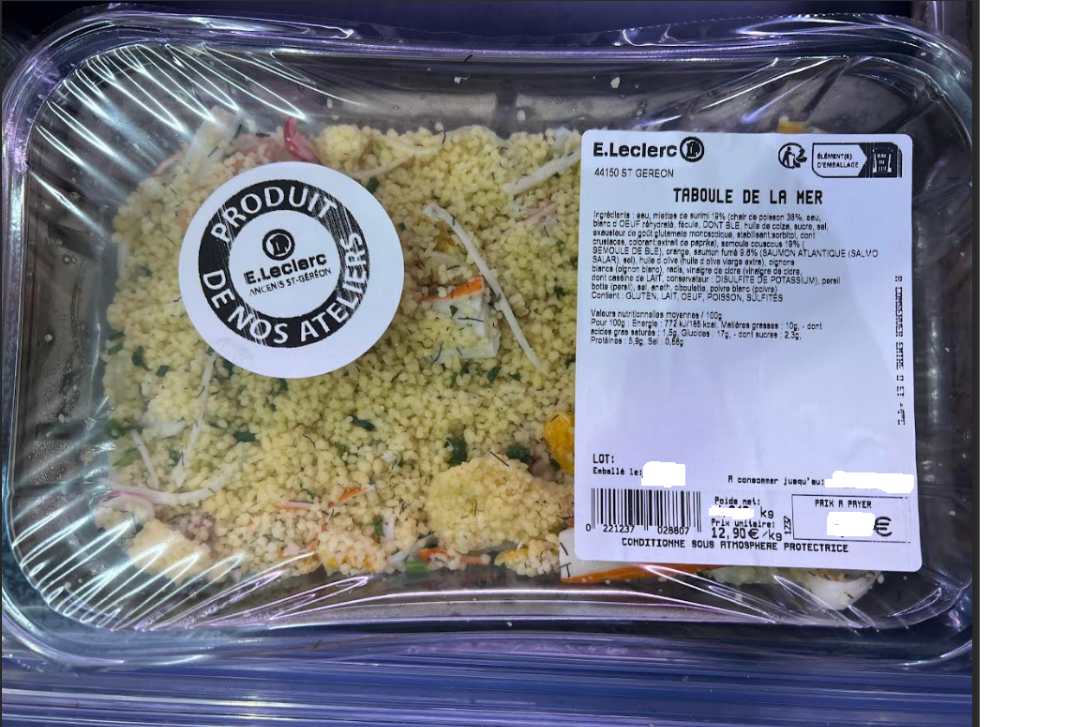 PRODUIT
E.Leclerc
ANCENIS ST-GÉRÉON
DE NOS ATELIERS
E.Leclerc
44150 ST GEREON
ÉLÉMENT(S)
D'EMBALLAGE
TABOULE DE LA MER
Ingrédients : eau, miettes de surimi 19% (chair de poisson 38%, eau,
blanc d'OEUF réhydraté, fécule, DONT BLE, huile de colza, sucre, sel,
exausteur de goût:glutamate monosodique, stabilisant:sorbitol, dont
crustaces, colorant:extrait de paprika), semoule couscous 19% (
SEMOULE DE BLE), orange, saumon fumé 9.6% (SAUMON ATLANTIQUE (SALMO
SALAR), sel), huile d'olive (huile d'olive vierge extra), oignons
blancs (oignon blanc), radis, vinaigre de cidre (vinaigre de cidre,
dont caséine de LAIT, conservateur : DISULFITE DE POTASSIUM), persil
botte (persil), sel, aneth, ciboulette, poivre blanc (poivre)
Contient : GLUTEN, LAIT, OEUF, POISSON, SULFITES
Valeurs nutritionnelles moyennes / 100g
Pour 100g : Energie : 772 kJ/185 kcal, Matières grasses : 10g, - dont
acides gras saturés : 1,5g, Glucides : 17g, - dont sucres : 2,3g,
Protéines : 5,9g, Sel : 0,66g
LOT:
Emballé le:
A consommer jusqu'au:
Poids net:
kg
Prix unitaire:
12,90€/kg
PRIX A PAYER
€
0 221237 028807
CONDITIONNE SOUS ATMOSPHERE PROTECTRICE